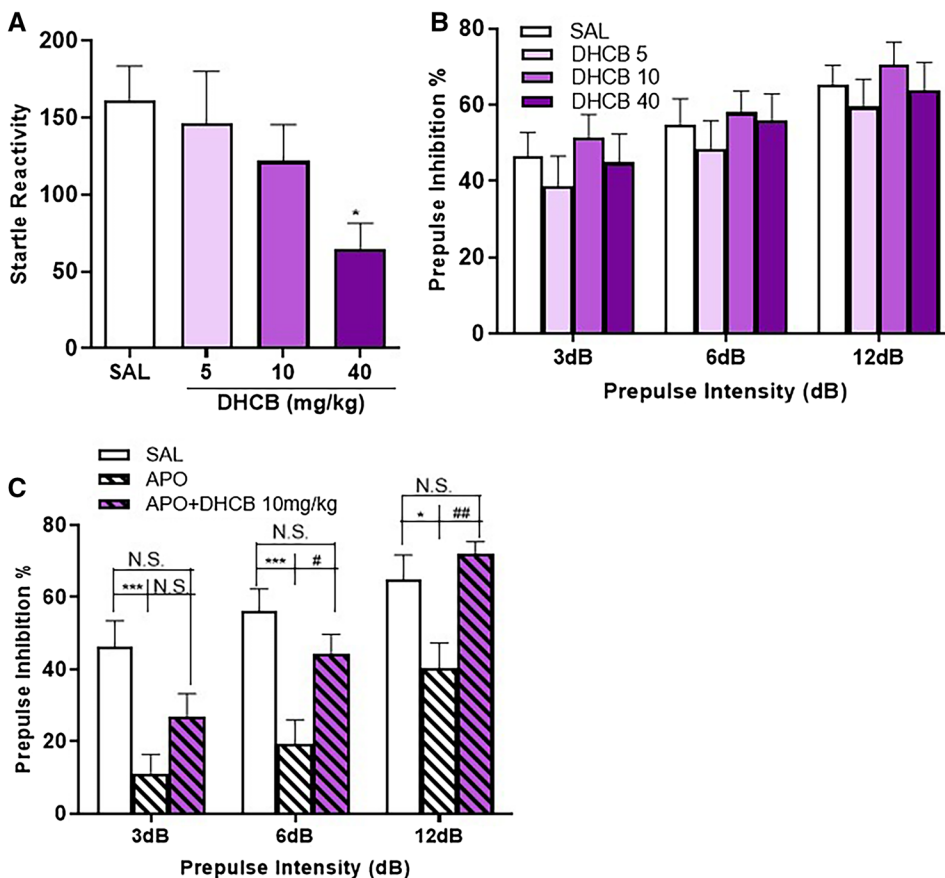 A
Startle Reactivity
200
150
100
50
0
*
SAL 5 10 40
DHCB (mg/kg)
B
Prepulse Inhibition %
80
60
40
20
0
SAL
DHCB 5
DHCB 10
DHCB 40
3dB 6dB 12dB
Prepulse Intensity (dB)
C
SAL
APO
APO+DHCB 10mg/kg
Prepulse Inhibition %
80
60
40
20
0
N.S.
*** N.S
N.S.
*** #
N.S.
* ##
3dB 6dB 12dB
Prepulse Intensity (dB)